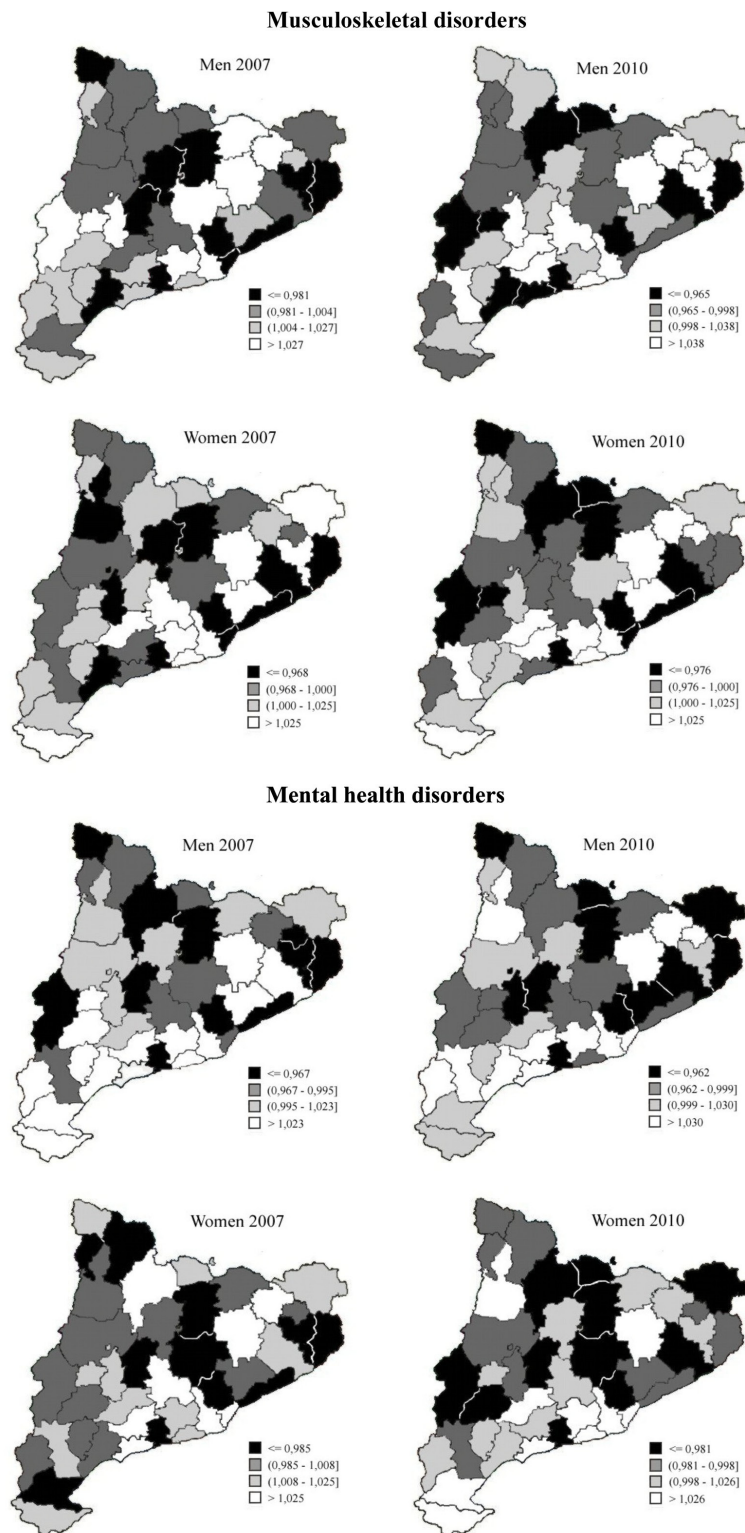 Musculoskeletal disorders
Men 2007
<= 0,981
(0,981 - 1,004]
(1,004 - 1,027]
> 1,027
Men 2010
<= 0,965
(0,965 - 0,998]
(0,998 - 1,038]
> 1,038
Women 2007
<= 0,968
(0,968 - 1,000]
(1,000 - 1,025]
> 1,025
Women 2010
<= 0,976
(0,976 - 1,000]
(1,000 - 1,025]
> 1,025
Mental health disorders
Men 2007
<= 0,967
(0,967 - 0,995]
(0,995 - 1,023]
> 1,023
Men 2010
<= 0,962
(0,962 - 0,999]
(0,999 - 1,030]
> 1,030
Women 2007
<= 0,985
(0,985 - 1,008]
(1,008 - 1,025]
> 1,025
Women 2010
<= 0,981
(0,981 - 0,998]
(0,998 - 1,026]
> 1,026